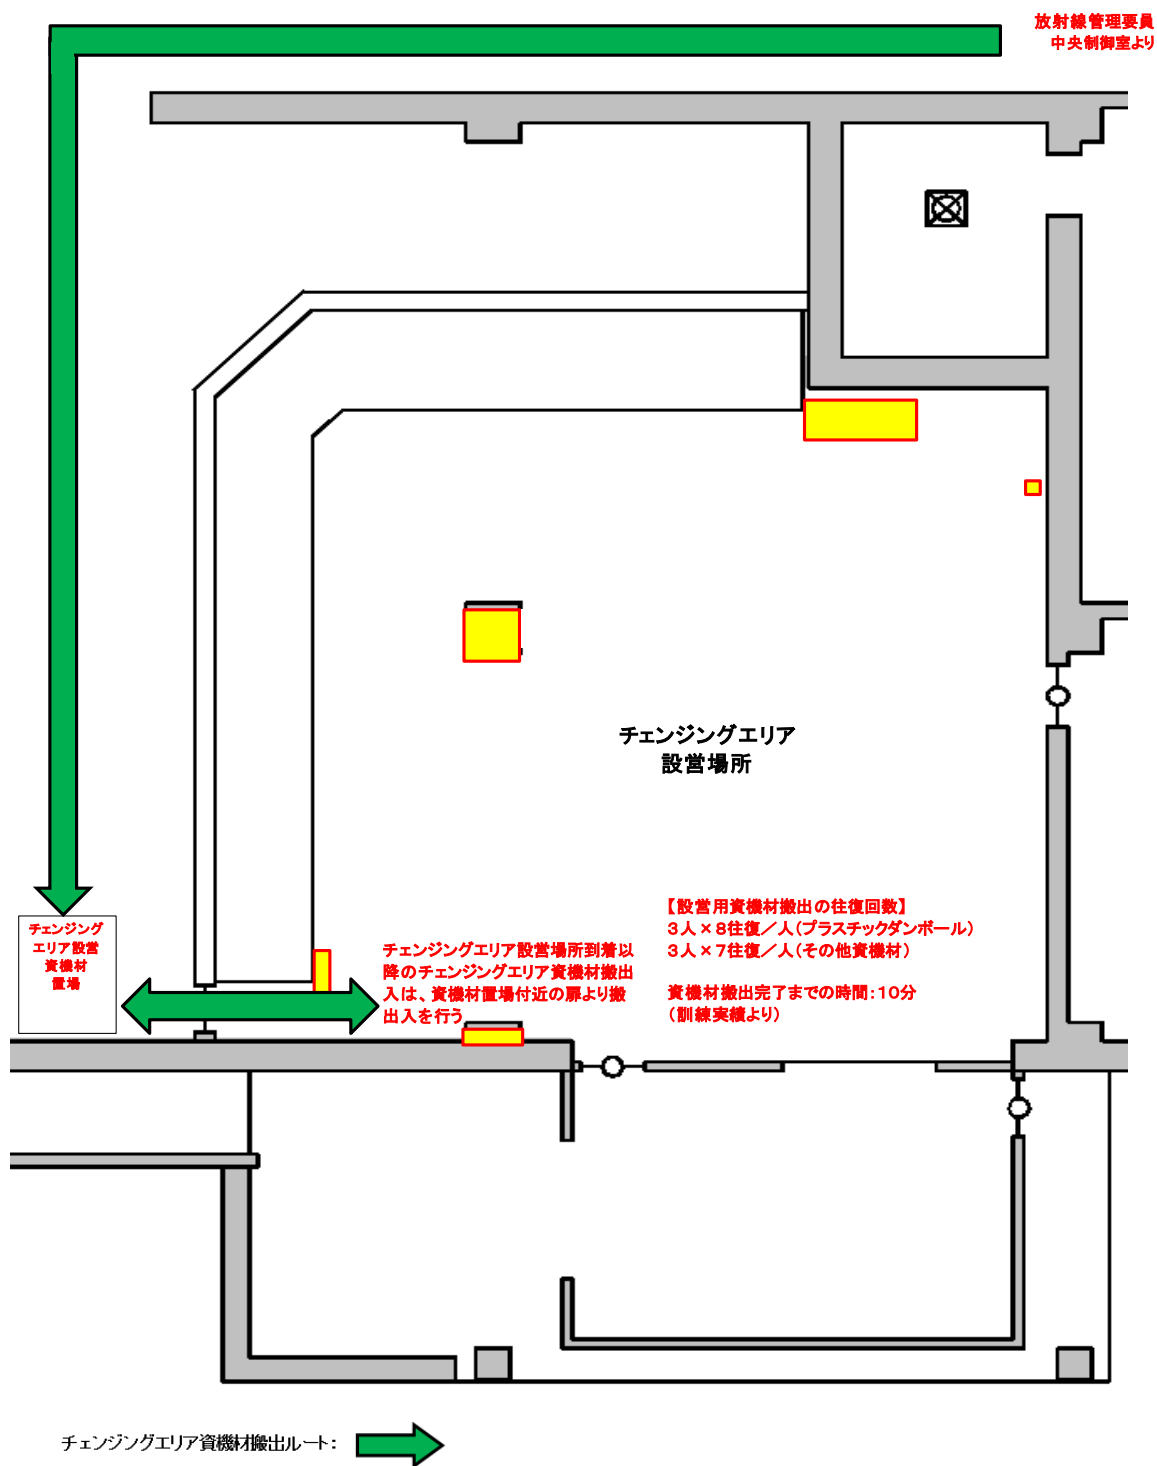 放射線管理要員
中央制御室より
チェンジングエリア
設営場所
チェンジング
エリア設営
資機材
置場
チェンジングエリア設営場所到着以
降のチェンジングエリア資機材搬出
入は、資機材置場付近の扉より搬
出入を行う
【設営用資機材搬出の往復回数】
3人×8往復／人(プラスチックダンボール)
3人×7往復／人(その他資機材)
資機材搬出完了までの時間：10分
(訓練実績より)
チェンジングエリア資機材搬出ルート：